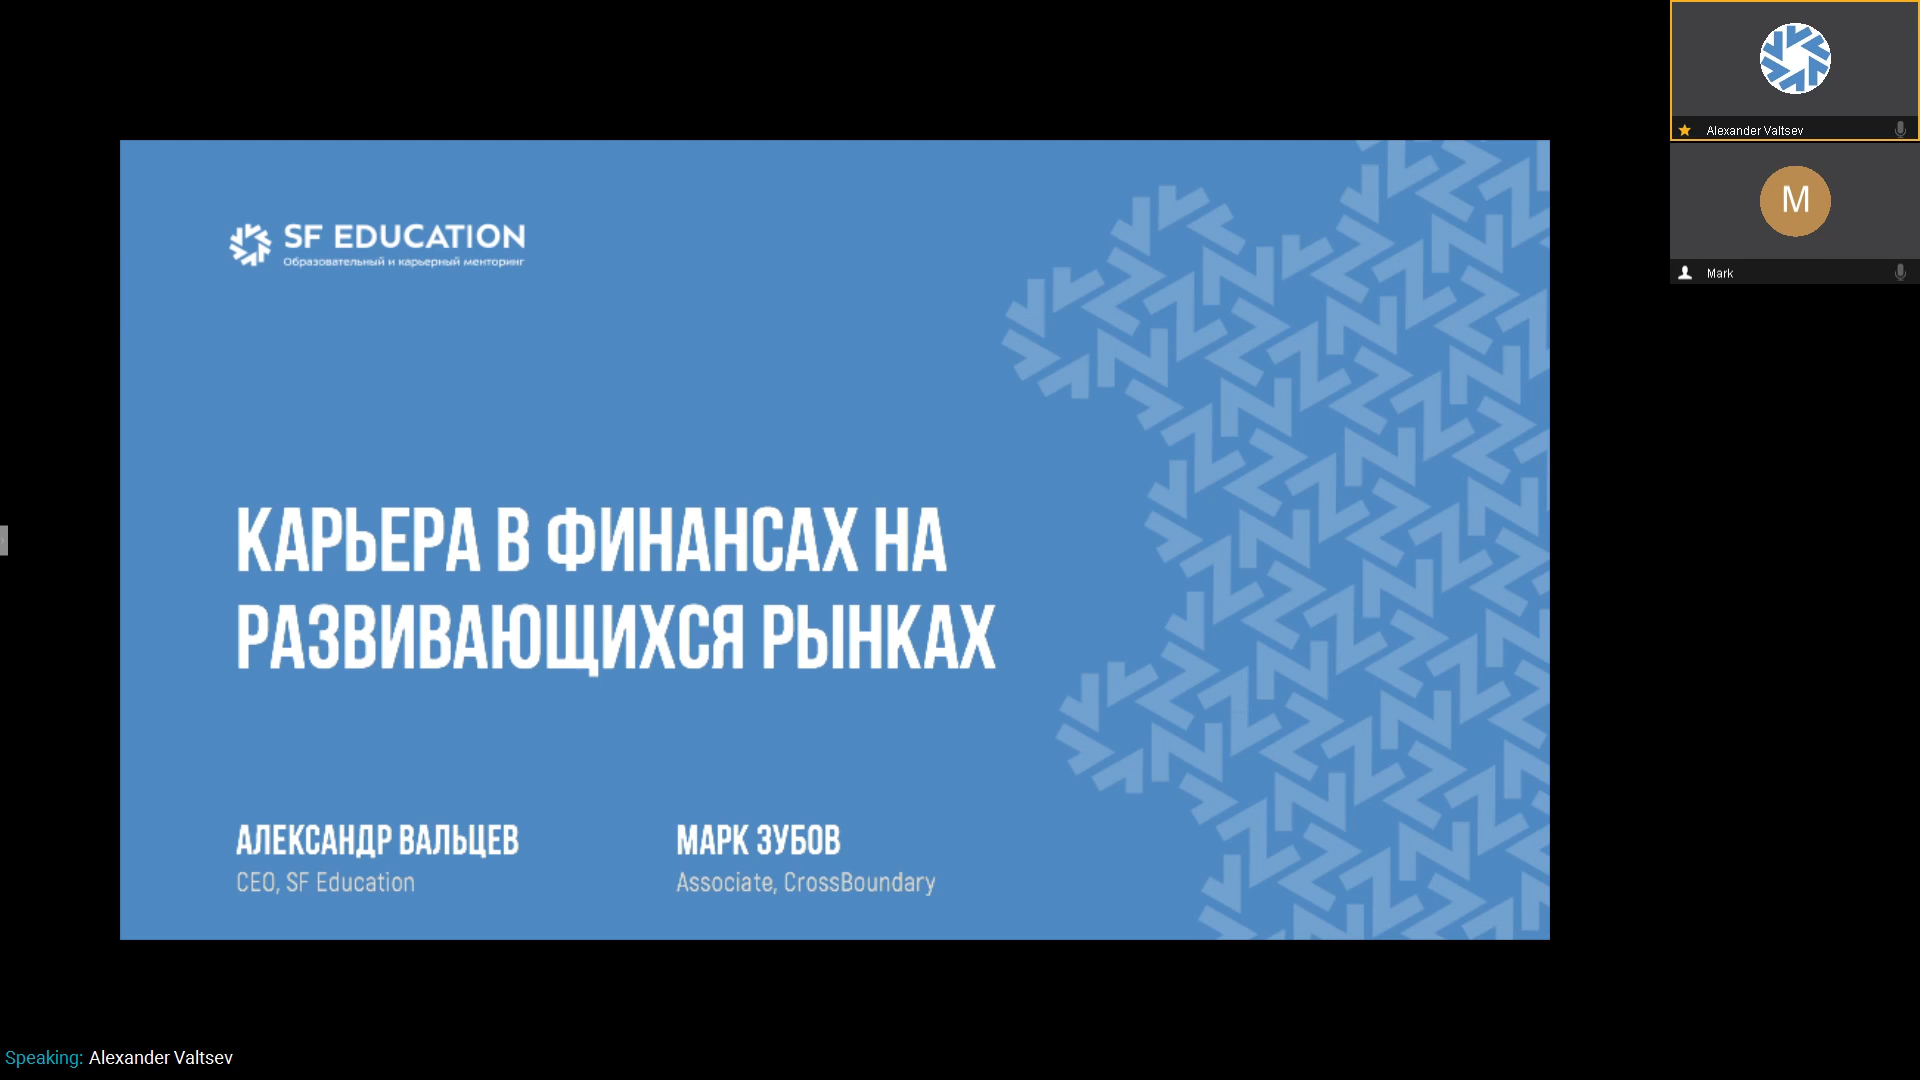 SF EDUCATION
Образовательный и карьерный менторинг
КАРЬЕРА В ФИНАНСАХ НА
РАЗВИВАЮЩИХСЯ РЫНКАХ
АЛЕКСАНДР ВАЛЬЦЕВ
CEO, SF Education
МАРК ЗУБОВ
Associate, CrossBoundary
Alexander Valtsev
M
Mark
Speaking: Alexander Valtsev